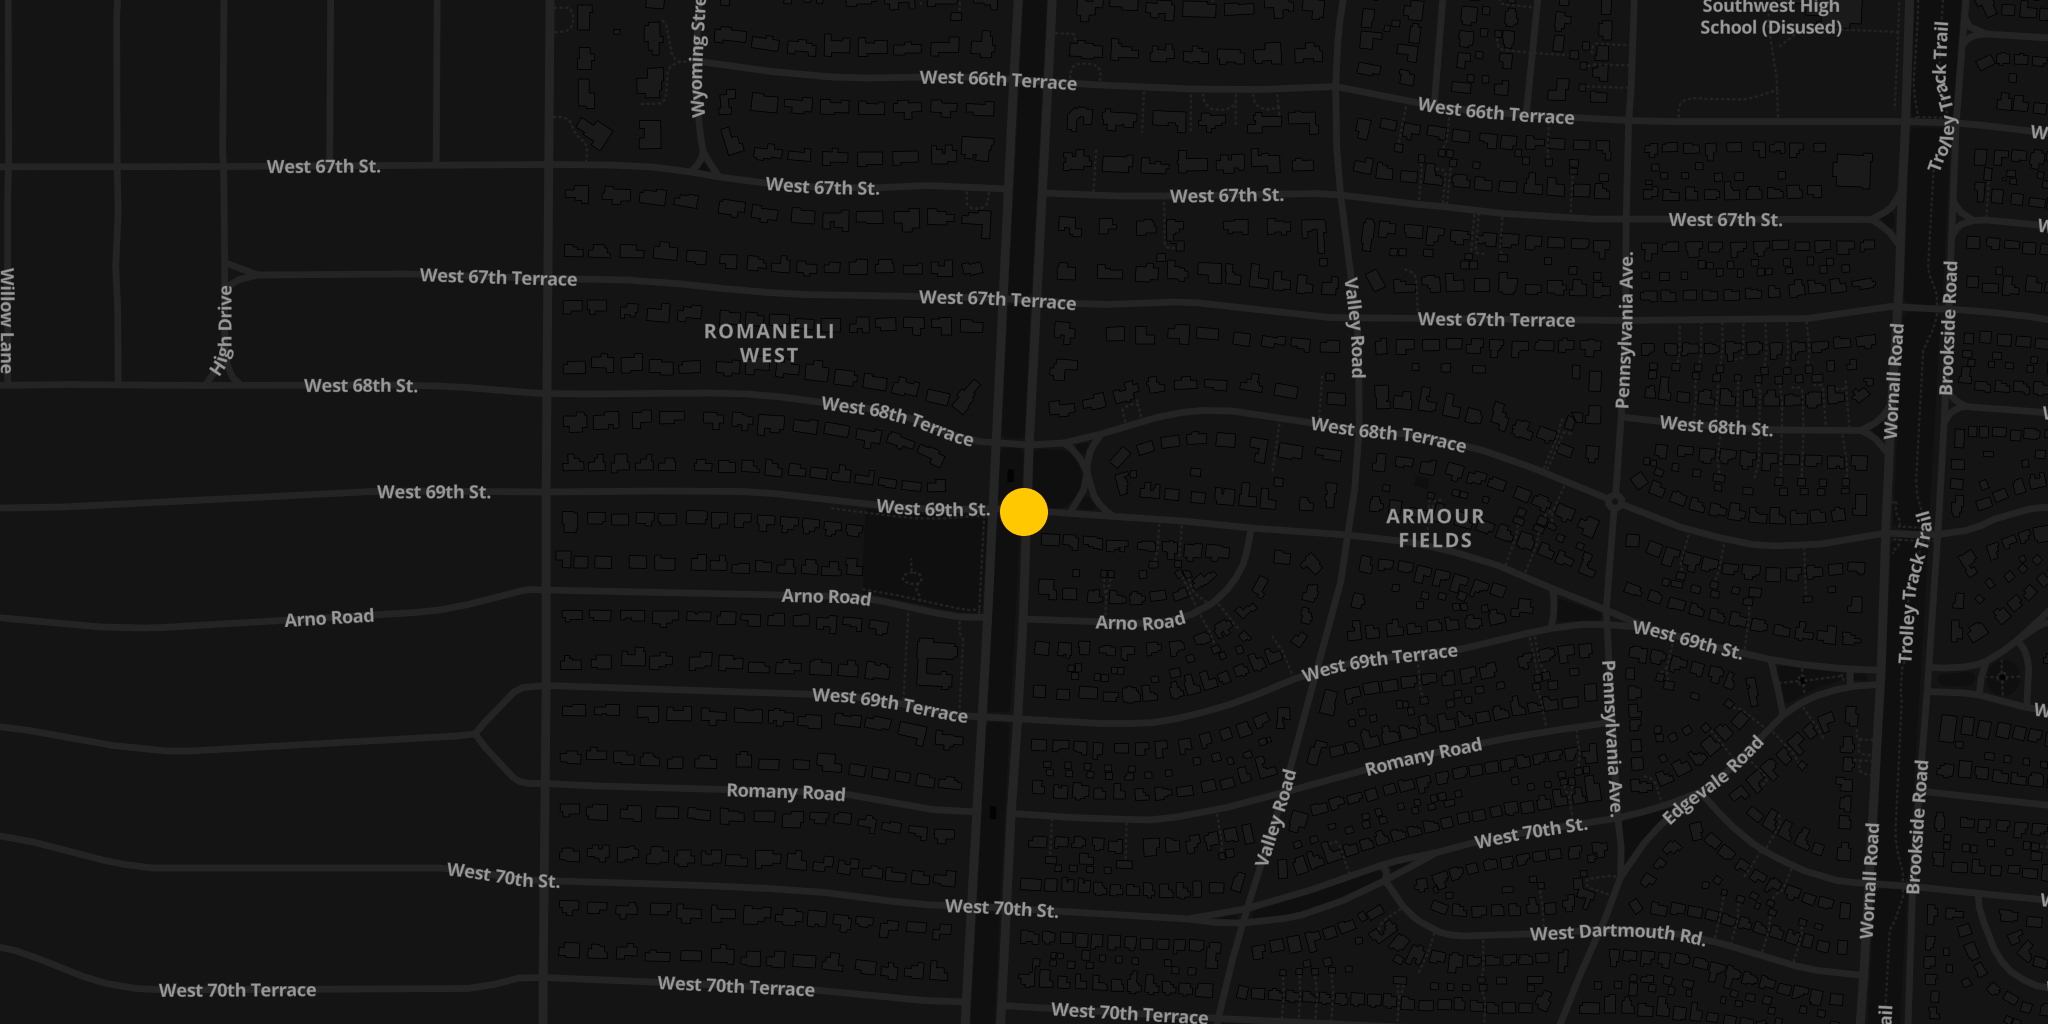 Southwest High
School (Disused)
Wyoming Stre
Trolley Track Trail
West 66th Terrace
West 66th Terrace
W
West 67th St.
West 67th St.
West 67th St.
West 67th St.
W
Willow Lane
High Drive
West 67th Terrace
West 67th Terrace
West 67th Terrace
Valley Road
Pennsylvania Ave.
Wornall Road
Brookside Road
ROMANELLI
WEST
West 68th St.
West 68th Terrace
West 68th Terrace
West 68th St.
W
West 69th St.
West 69th St.
ARMOUR
FIELDS
Trolley Track Trail
Arno Road
Arno Road
Arno Road
West 69th St.
West 69th Terrace
West 69th Terrace
Pennsylvania Ave.
W
Romany Road
Romany Road
Edgevale Road
Valley Road
West 70th St.
Wornall Road
Brookside Road
West 70th St.
West 70th St.
W
West Dartmouth Rd.
West 70th Terrace
West 70th Terrace
West 70th Terrace
ail